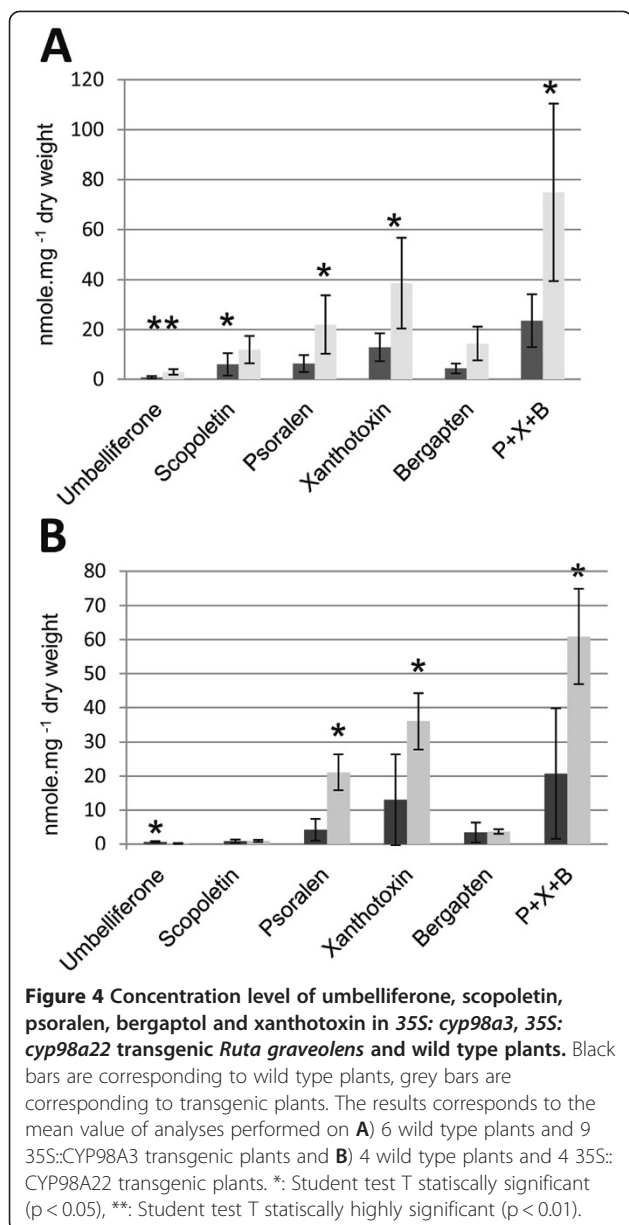 A
120
100
80
60
40
20
0
nmole.mg⁻¹ dry weight
** * * * *
Umbelliferone
Scopoletin
Psoralen
Xanthotoxin
Bergapten
P+X+B
B
80
70
60
50
40
30
20
10
0
nmole.mg⁻¹ dry weight
* * * *
Umbelliferone
Scopoletin
Psoralen
Xanthotoxin
Bergapten
P+X+B
Figure 4 Concentration level of umbelliferone, scopoletin,
psoralen, bergaptol and xanthotoxin in 35S: cyp98a3, 35S:
cyp98a22 transgenic Ruta graveolens and wild type plants. Black
bars are corresponding to wild type plants, grey bars are
corresponding to transgenic plants. The results corresponds to the
mean value of analyses performed on A) 6 wild type plants and 9
35S::CYP98A3 transgenic plants and B) 4 wild type plants and 4 35S::
CYP98A22 transgenic plants. *: Student test T statiscally significant
(p < 0.05), **: Student test T statiscally highly significant (p < 0.01).